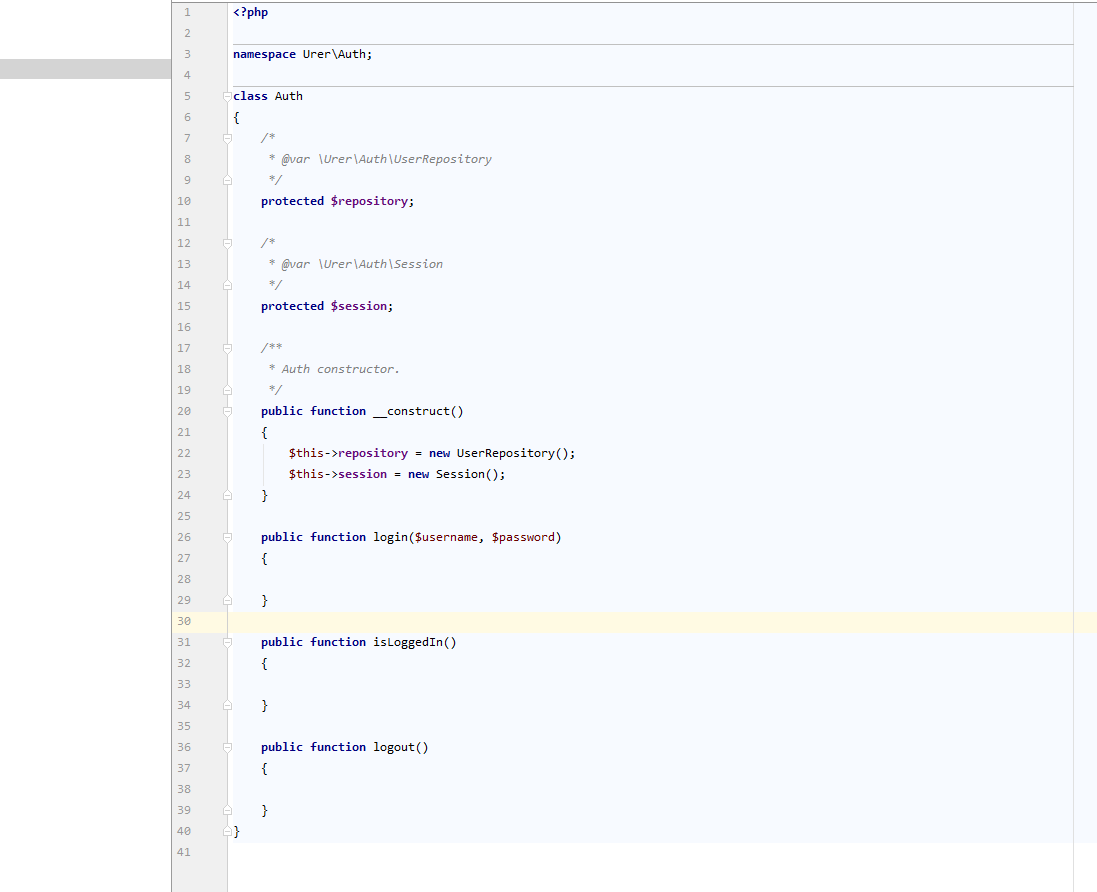 1 <?php
2
3 namespace Urer\Auth;
4
5 class Auth
6 {
7 /*
8 * @var \Urer\Auth\UserRepository
9 */
10 protected $repository;
11
12 /*
13 * @var \Urer\Auth\Session
14 */
15 protected $session;
16
17 /**
18 * Auth constructor.
19 */
20 public function __construct()
21 {
22 $this->repository = new UserRepository();
23 $this->session = new Session();
24 }
25
26 public function login($username, $password)
27 {
28
29 }
30
31 public function isLoggedIn()
32 {
33
34 }
35
36 public function logout()
37 {
38
39 }
40 }
41